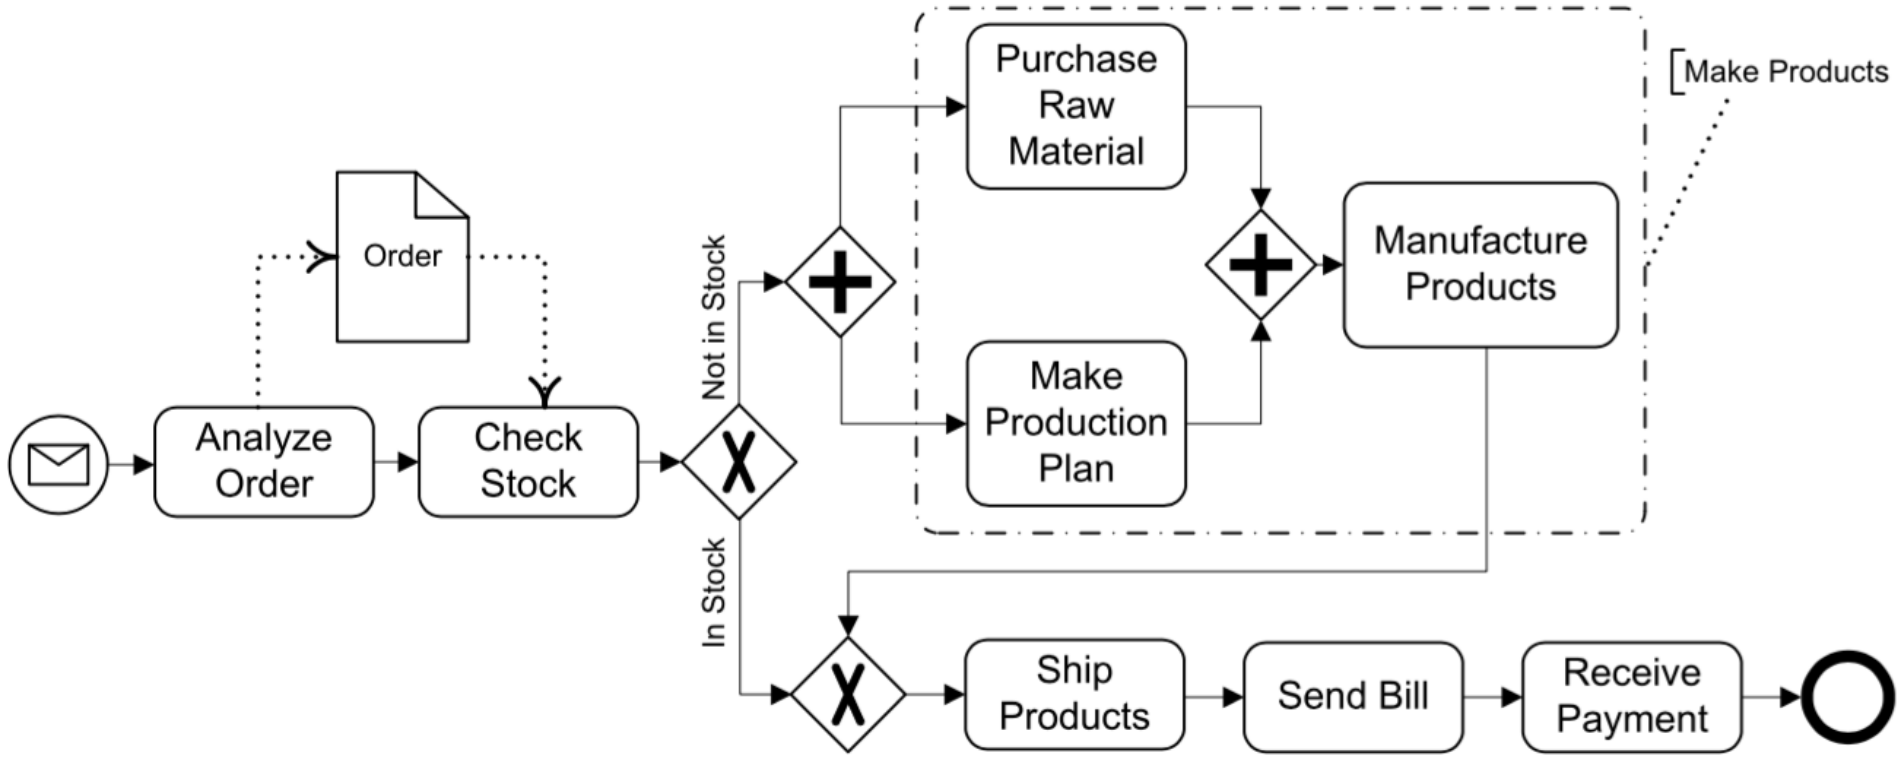 Analyze
Order
Order
Check
Stock
Not in Stock
In Stock
Purchase
Raw
Material
Make
Production
Plan
Manufacture
Products
Make Products
Ship
Products
Send Bill
Receive
Payment